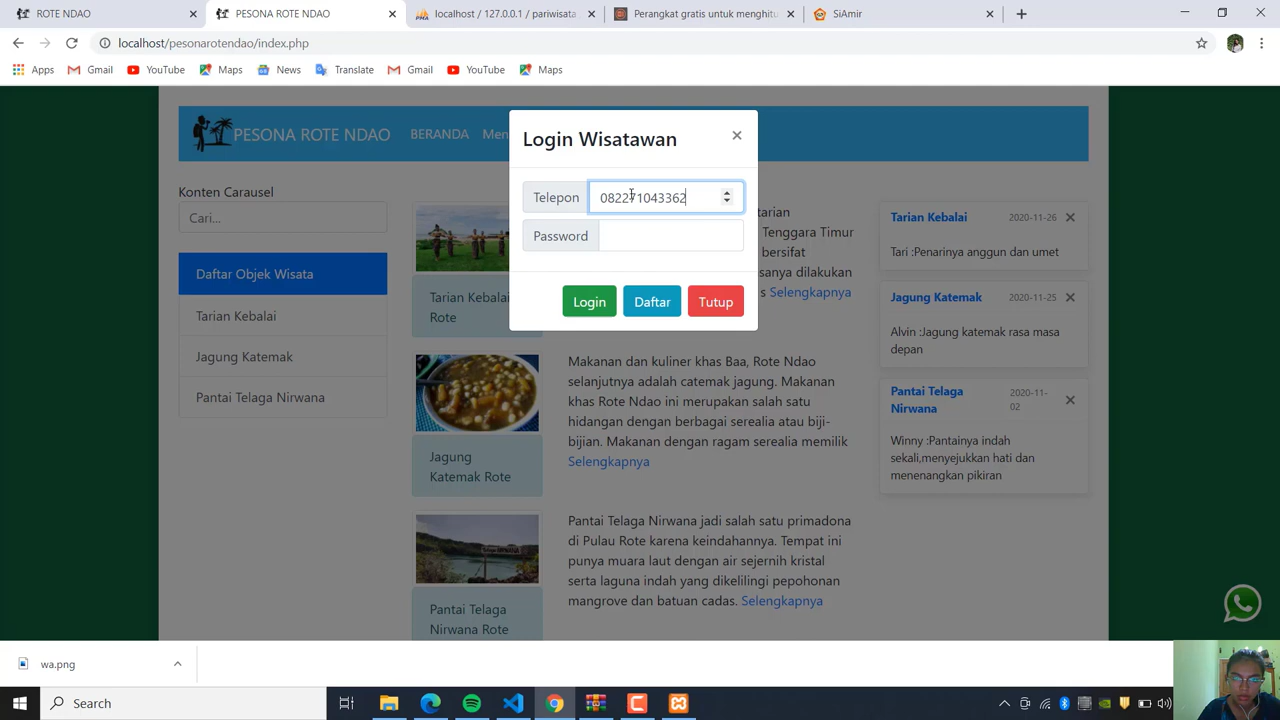 ROTE NDAO
PESONA ROTE NDAO
localhost / 127.0.0.1 / pariwisata
Perangkat gratis untuk menghitu
SiAmir
localhost/pesonarotendao/index.php
Apps
Gmail
YouTube
Maps
News
Translate
Gmail
YouTube
Maps
PESONA ROTE NDAO
BERANDA
Men
Konten Carausel
Cari...
Daftar Objek Wisata
Tarian Kebalai
Jagung Katemak
Pantai Telaga Nirwana
Login Wisatawan
×
Telepon
082271043362
Password
Login
Daftar
Tutup
Tarian Kebalai
Rote
tarian
Tenggara Timur
bersifat
sanya dilakukan
s Selengkapnya
Jagung
Katemak Rote
Makanan dan kuliner khas Baa, Rote Ndao
selanjutnya adalah catemak jagung. Makanan
khas Rote Ndao ini merupakan salah satu
hidangan dengan berbagai serealia atau biji-
bijian. Makanan dengan ragam serealia memilik
Selengkapnya
Pantai Telaga
Nirwana Rote
Pantai Telaga Nirwana jadi salah satu primadona
di Pulau Rote karena keindahannya. Tempat ini
punya muara laut dengan air sejernih kristal
serta laguna indah yang dikelilingi pepohonan
mangrove dan batuan cadas. Selengkapnya
Tarian Kebalai 2020-11-26 ×
Tari :Penarinya anggun dan umet
Jagung Katemak 2020-11-25 ×
Alvin :Jagung katemak rasa masa
depan
Pantai Telaga
Nirwana
2020-11-
02
×
Winny :Pantainya indah
sekali,menyejukkan hati dan
menenangkan pikiran
wa.png
Search